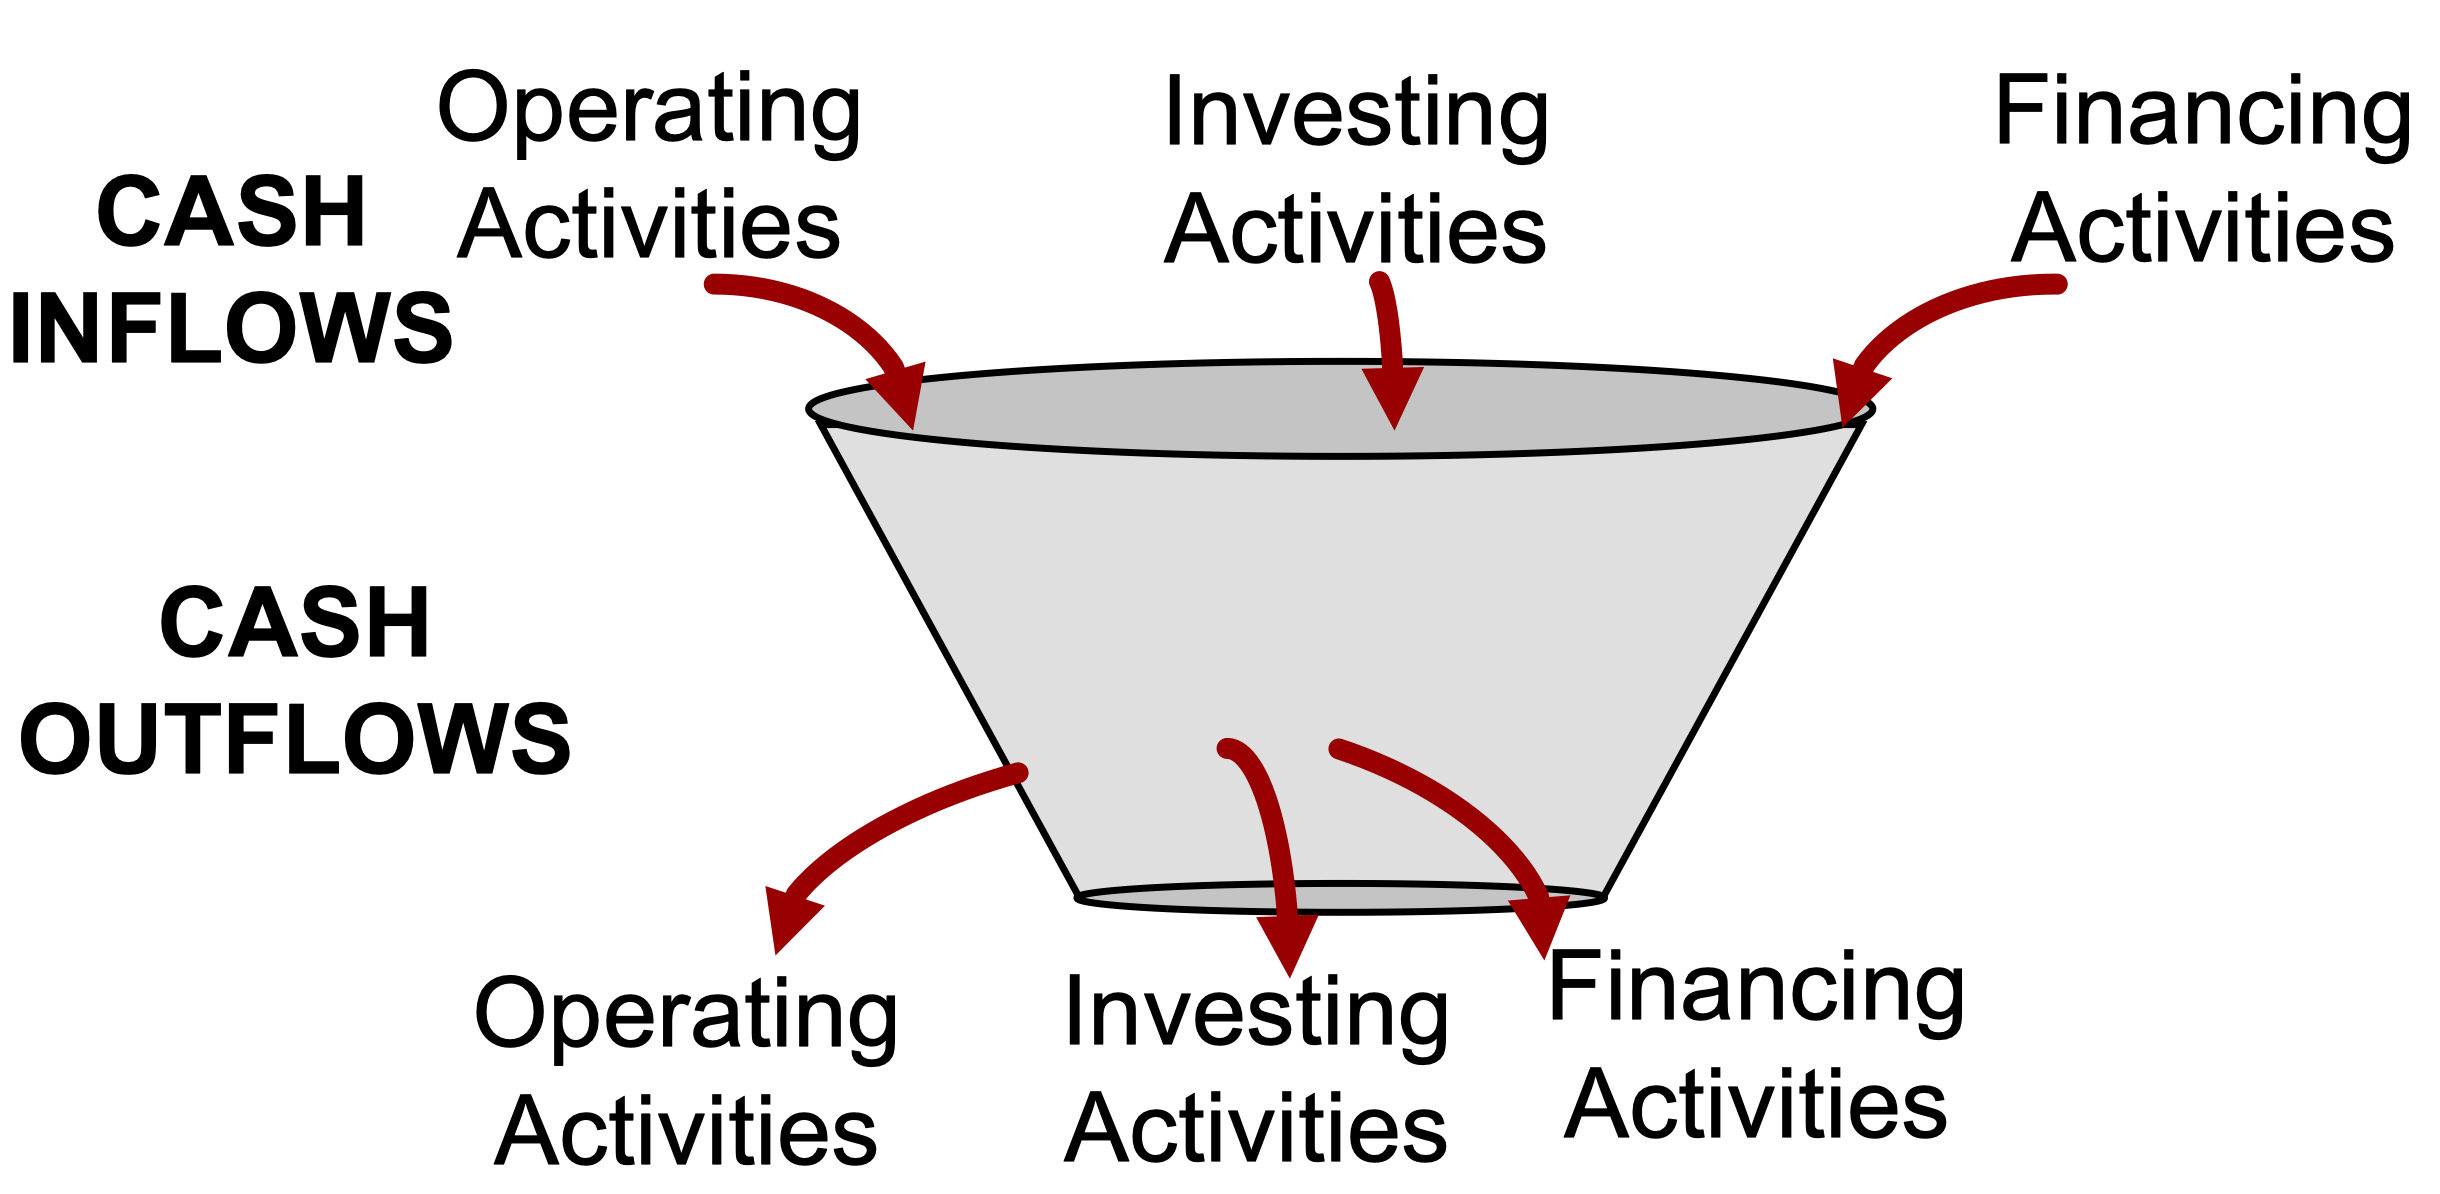 CASH
INFLOWS
Operating
Activities
Investing
Activities
Financing
Activities
CASH
OUTFLOWS
Operating
Activities
Investing
Activities
Financing
Activities